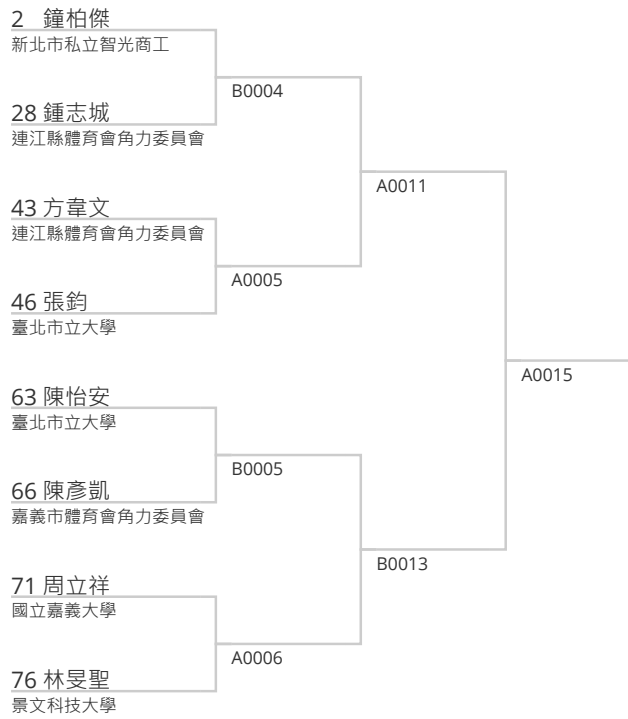 2 鐘柏傑
新北市私立智光商工
B0004
28 鍾志城
連江縣體育會角力委員會
A0011
43 方韋文
連江縣體育會角力委員會
A0005
46 張鈞
臺北市立大學
A0015
63 陳怡安
臺北市立大學
B0005
66 陳彥凱
嘉義市體育會角力委員會
B0013
71 周立祥
國立嘉義大學
A0006
76 林旻聖
景文科技大學